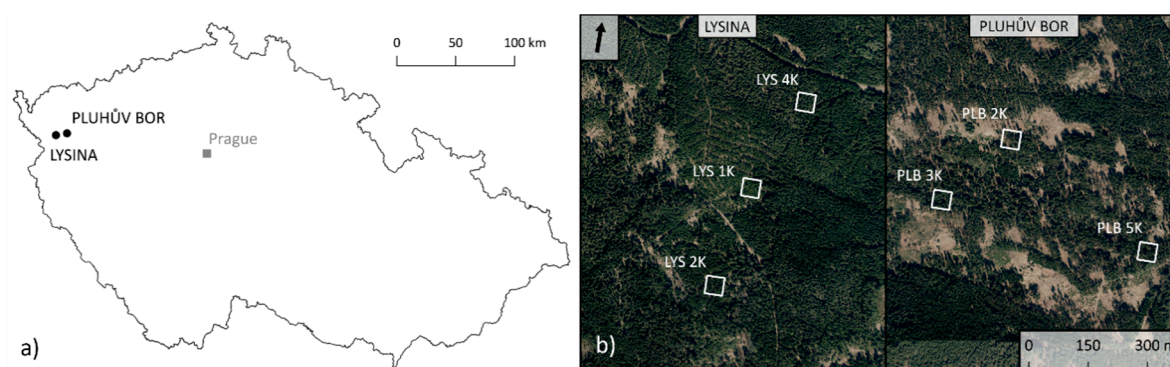 0 50 100 km
PLUHŮV BOR
LYSINA
Prague
a)
LYSINA
LYS 4K
LYS 1K
LYS 2K
b)
PLUHŮV BOR
PLB 2K
PLB 3K
PLB 5K
0 150 300 m